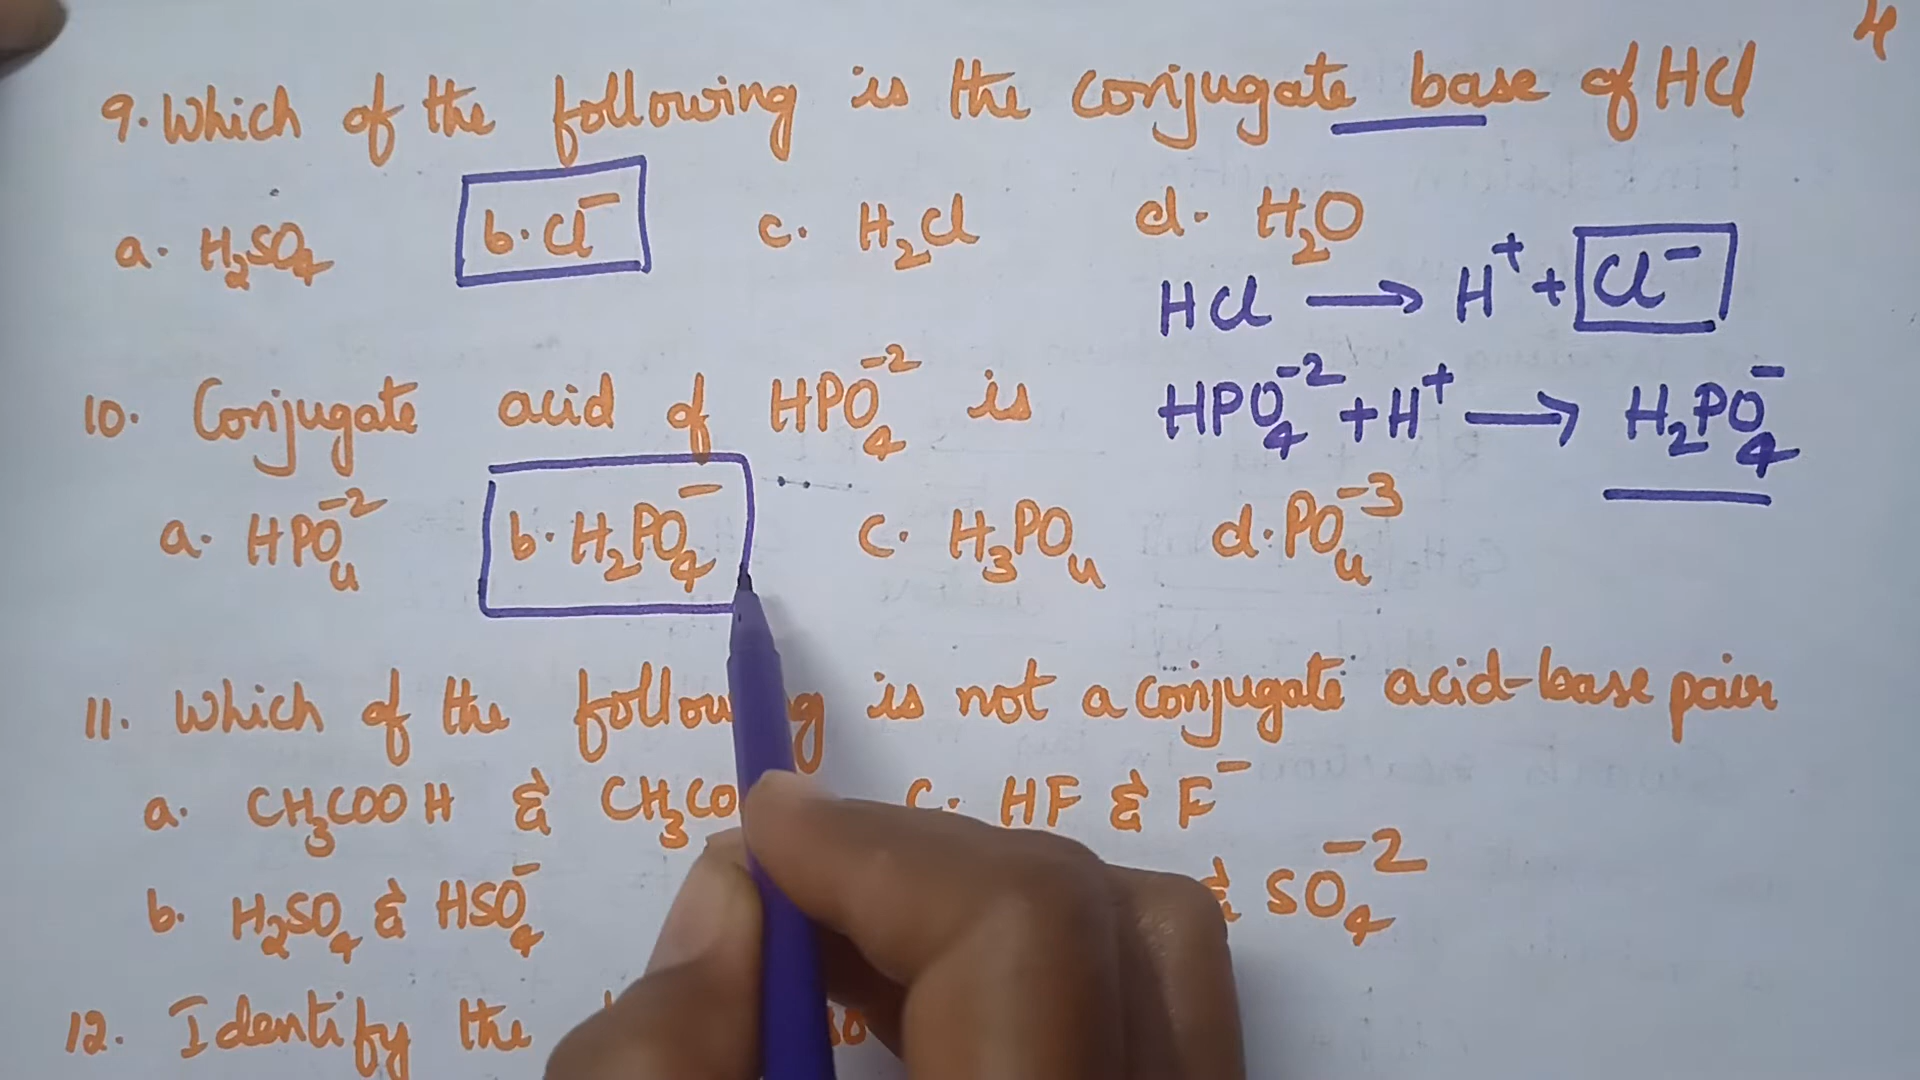 4
9. Which of the following is the conjugate base of HCl
a. H₂SO₄ b. Cl⁻ c. H₂Cl d. H₂O
HCl → H⁺ + Cl⁻
10. Conjugate acid of HPO₄⁻² is
HPO₄⁻² + H⁺ → H₂PO₄⁻
a. HPO₄⁻² b. H₂PO₄⁻ c. H₃PO₄ d. PO₄⁻³
11. Which of the following is not a conjugate acid-base pair
a. CH₃COOH & c. HF & F⁻
b. H₂SO₄ & HSO₄⁻ & SO₄⁻²
12. Identify the